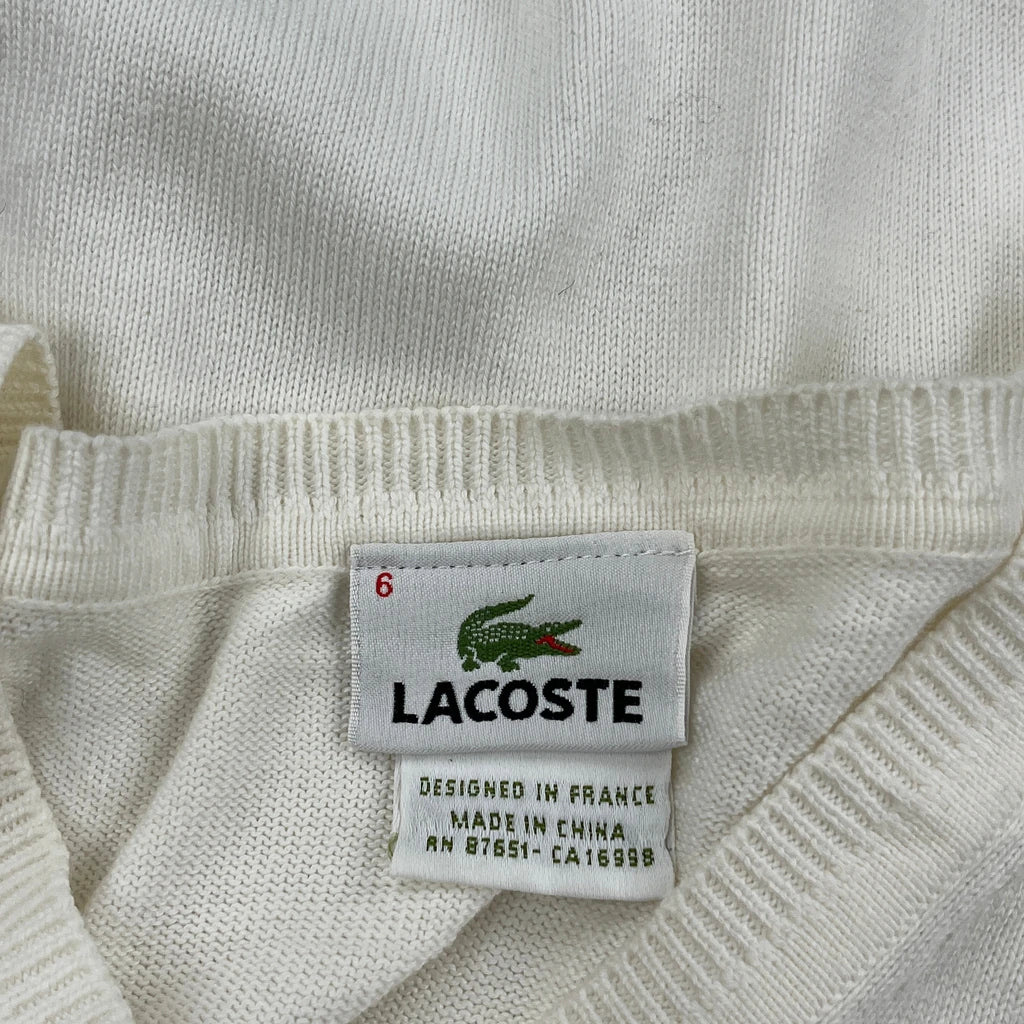 6
LACOSTE
DESIGNED IN FRANCE
MADE IN CHINA
RN 87651- CA16998